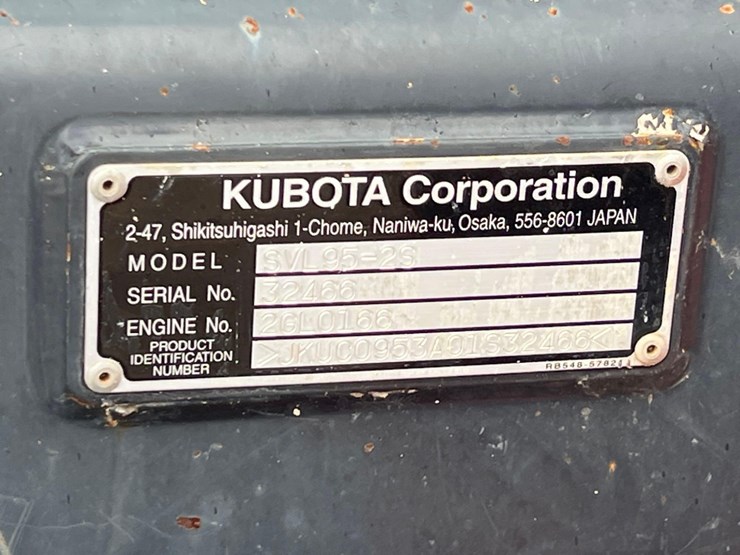 KUBOTA Corporation
2-47, Shikitsuhigashi 1-Chome, Naniwa-ku, Osaka, 556-8601 JAPAN
MODEL SVL95-2S
SERIAL No. 32466
ENGINE No. 2GL0166
PRODUCT
IDENTIFICATION
NUMBER >JKUC0953A01S32466<